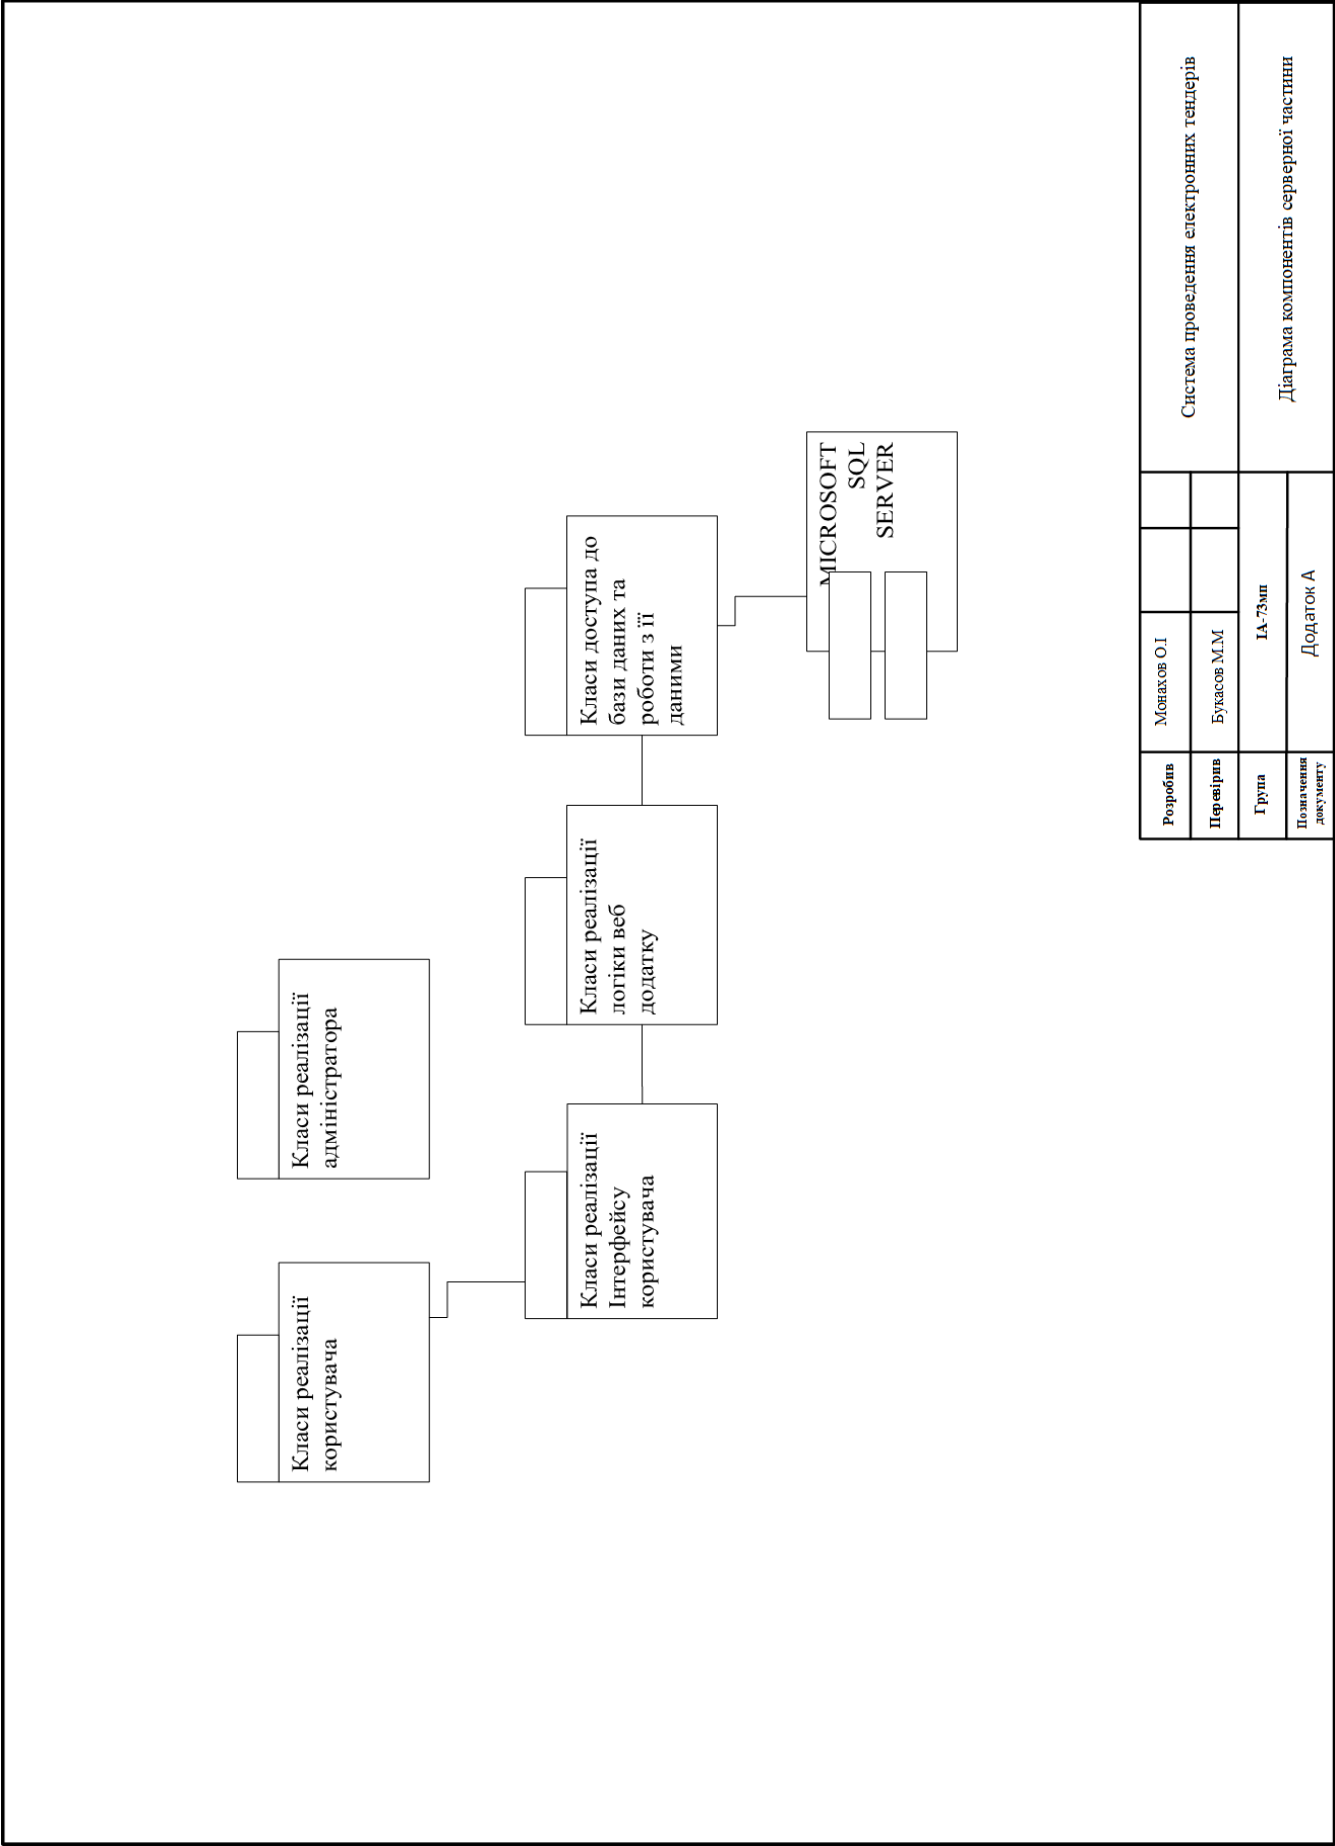 Класи реалізації
користувача
Класи реалізації
адміністратора
Класи реалізації
Інтерфейсу
користувача
Класи реалізації
логіки веб
додатку
Класи доступа до
бази даних та
роботи з її
даними
MICROSOFT
SQL
SERVER
Розробив
Монахов О.І
Система проведення електронних тендерів
Перевірив
Букасов М.М
Група
ІА-73мп
Діаграма компонентів серверної частини
Позначення
документу
Додаток А